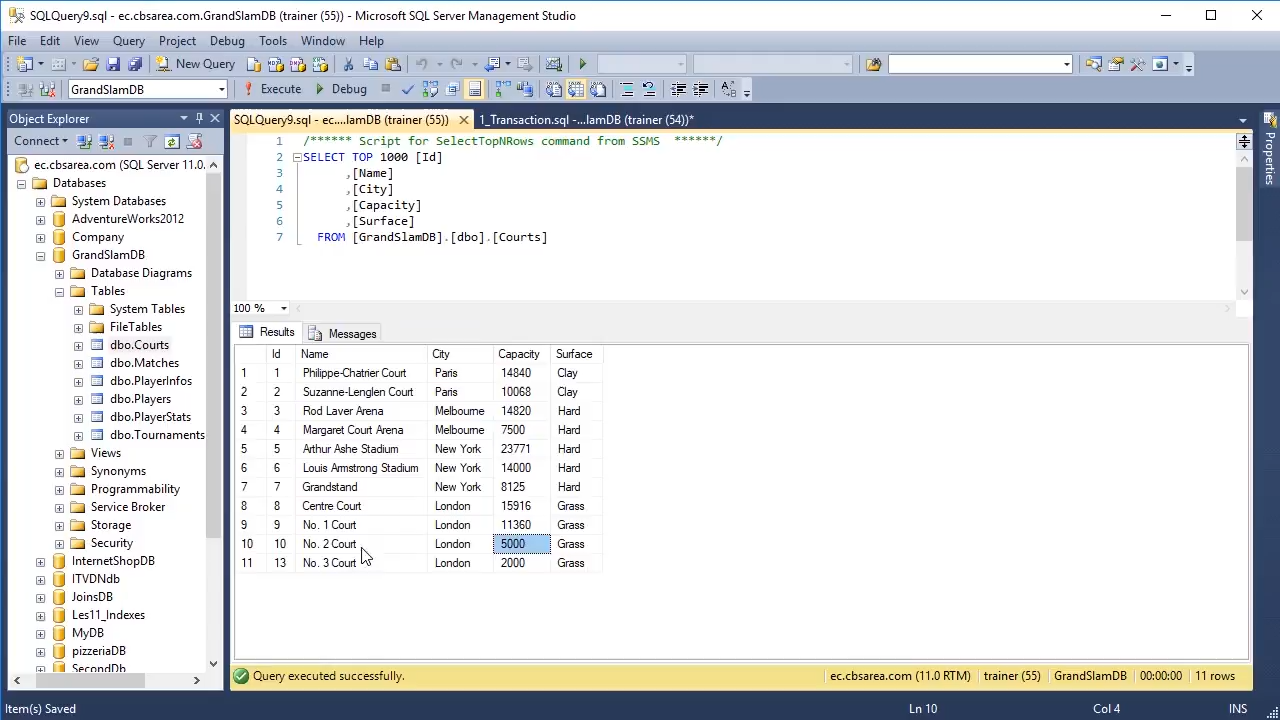 SQLQuery9.sql - ec.cbsarea.com.GrandSlamDB (trainer (55)) - Microsoft SQL Server Management Studio
File Edit View Query Project Debug Tools Window Help
New Query
GrandSlamDB Execute Debug
Object Explorer
SQLQuery9.sql - ec....lamDB (trainer (55)) 1_Transaction.sql -...lamDB (trainer (54))*
Connect
ec.cbsarea.com (SQL Server 11.0.
Databases
System Databases
AdventureWorks2012
Company
GrandSlamDB
Database Diagrams
Tables
System Tables
FileTables
dbo.Courts
dbo.Matches
dbo.PlayerInfos
dbo.Players
dbo.PlayerStats
dbo.Tournaments
Views
Synonyms
Programmability
Service Broker
Storage
Security
InternetShopDB
ITVDNdb
JoinsDB
Les11_Indexes
MyDB
pizzeriaDB
SecondDb
1 /****** Script for SelectTopNRows command from SSMS ******/
2 SELECT TOP 1000 [Id]
3 ,[Name]
4 ,[City]
5 ,[Capacity]
6 ,[Surface]
7 FROM [GrandSlamDB].[dbo].[Courts]
100 %
Results Messages
Id Name City Capacity Surface
1 1 Philippe-Chatrier Court Paris 14840 Clay
2 2 Suzanne-Lenglen Court Paris 10068 Clay
3 3 Rod Laver Arena Melbourne 14820 Hard
4 4 Margaret Court Arena Melbourne 7500 Hard
5 5 Arthur Ashe Stadium New York 23771 Hard
6 6 Louis Armstrong Stadium New York 14000 Hard
7 7 Grandstand New York 8125 Hard
8 8 Centre Court London 15916 Grass
9 9 No. 1 Court London 11360 Grass
10 10 No. 2 Court London 5000 Grass
11 13 No. 3 Court London 2000 Grass
Query executed successfully. ec.cbsarea.com (11.0 RTM) trainer (55) GrandSlamDB 00:00:00 11 rows
Item(s) Saved Ln 10 Col 4 INS
Properties